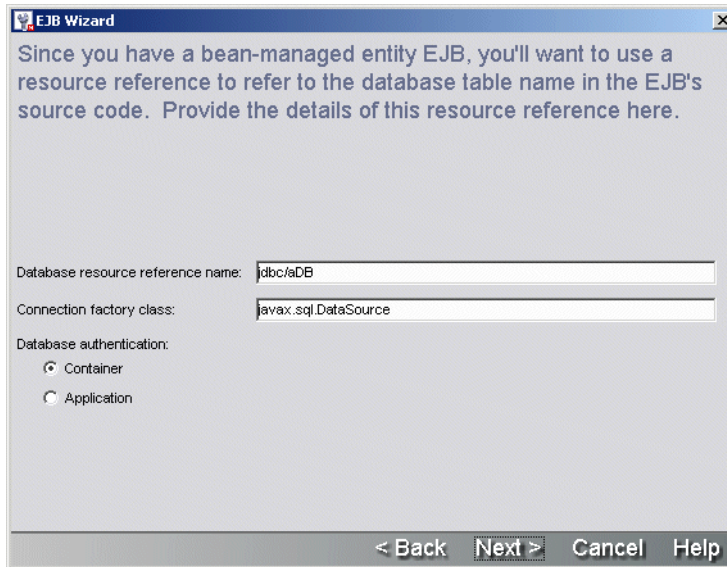 EJB Wizard
Since you have a bean-managed entity EJB, you'll want to use a
resource reference to refer to the database table name in the EJB's
source code. Provide the details of this resource reference here.
Database resource reference name: jdbc/aDB
Connection factory class: javax.sql.DataSource
Database authentication:
Container
Application
< Back Next > Cancel Help